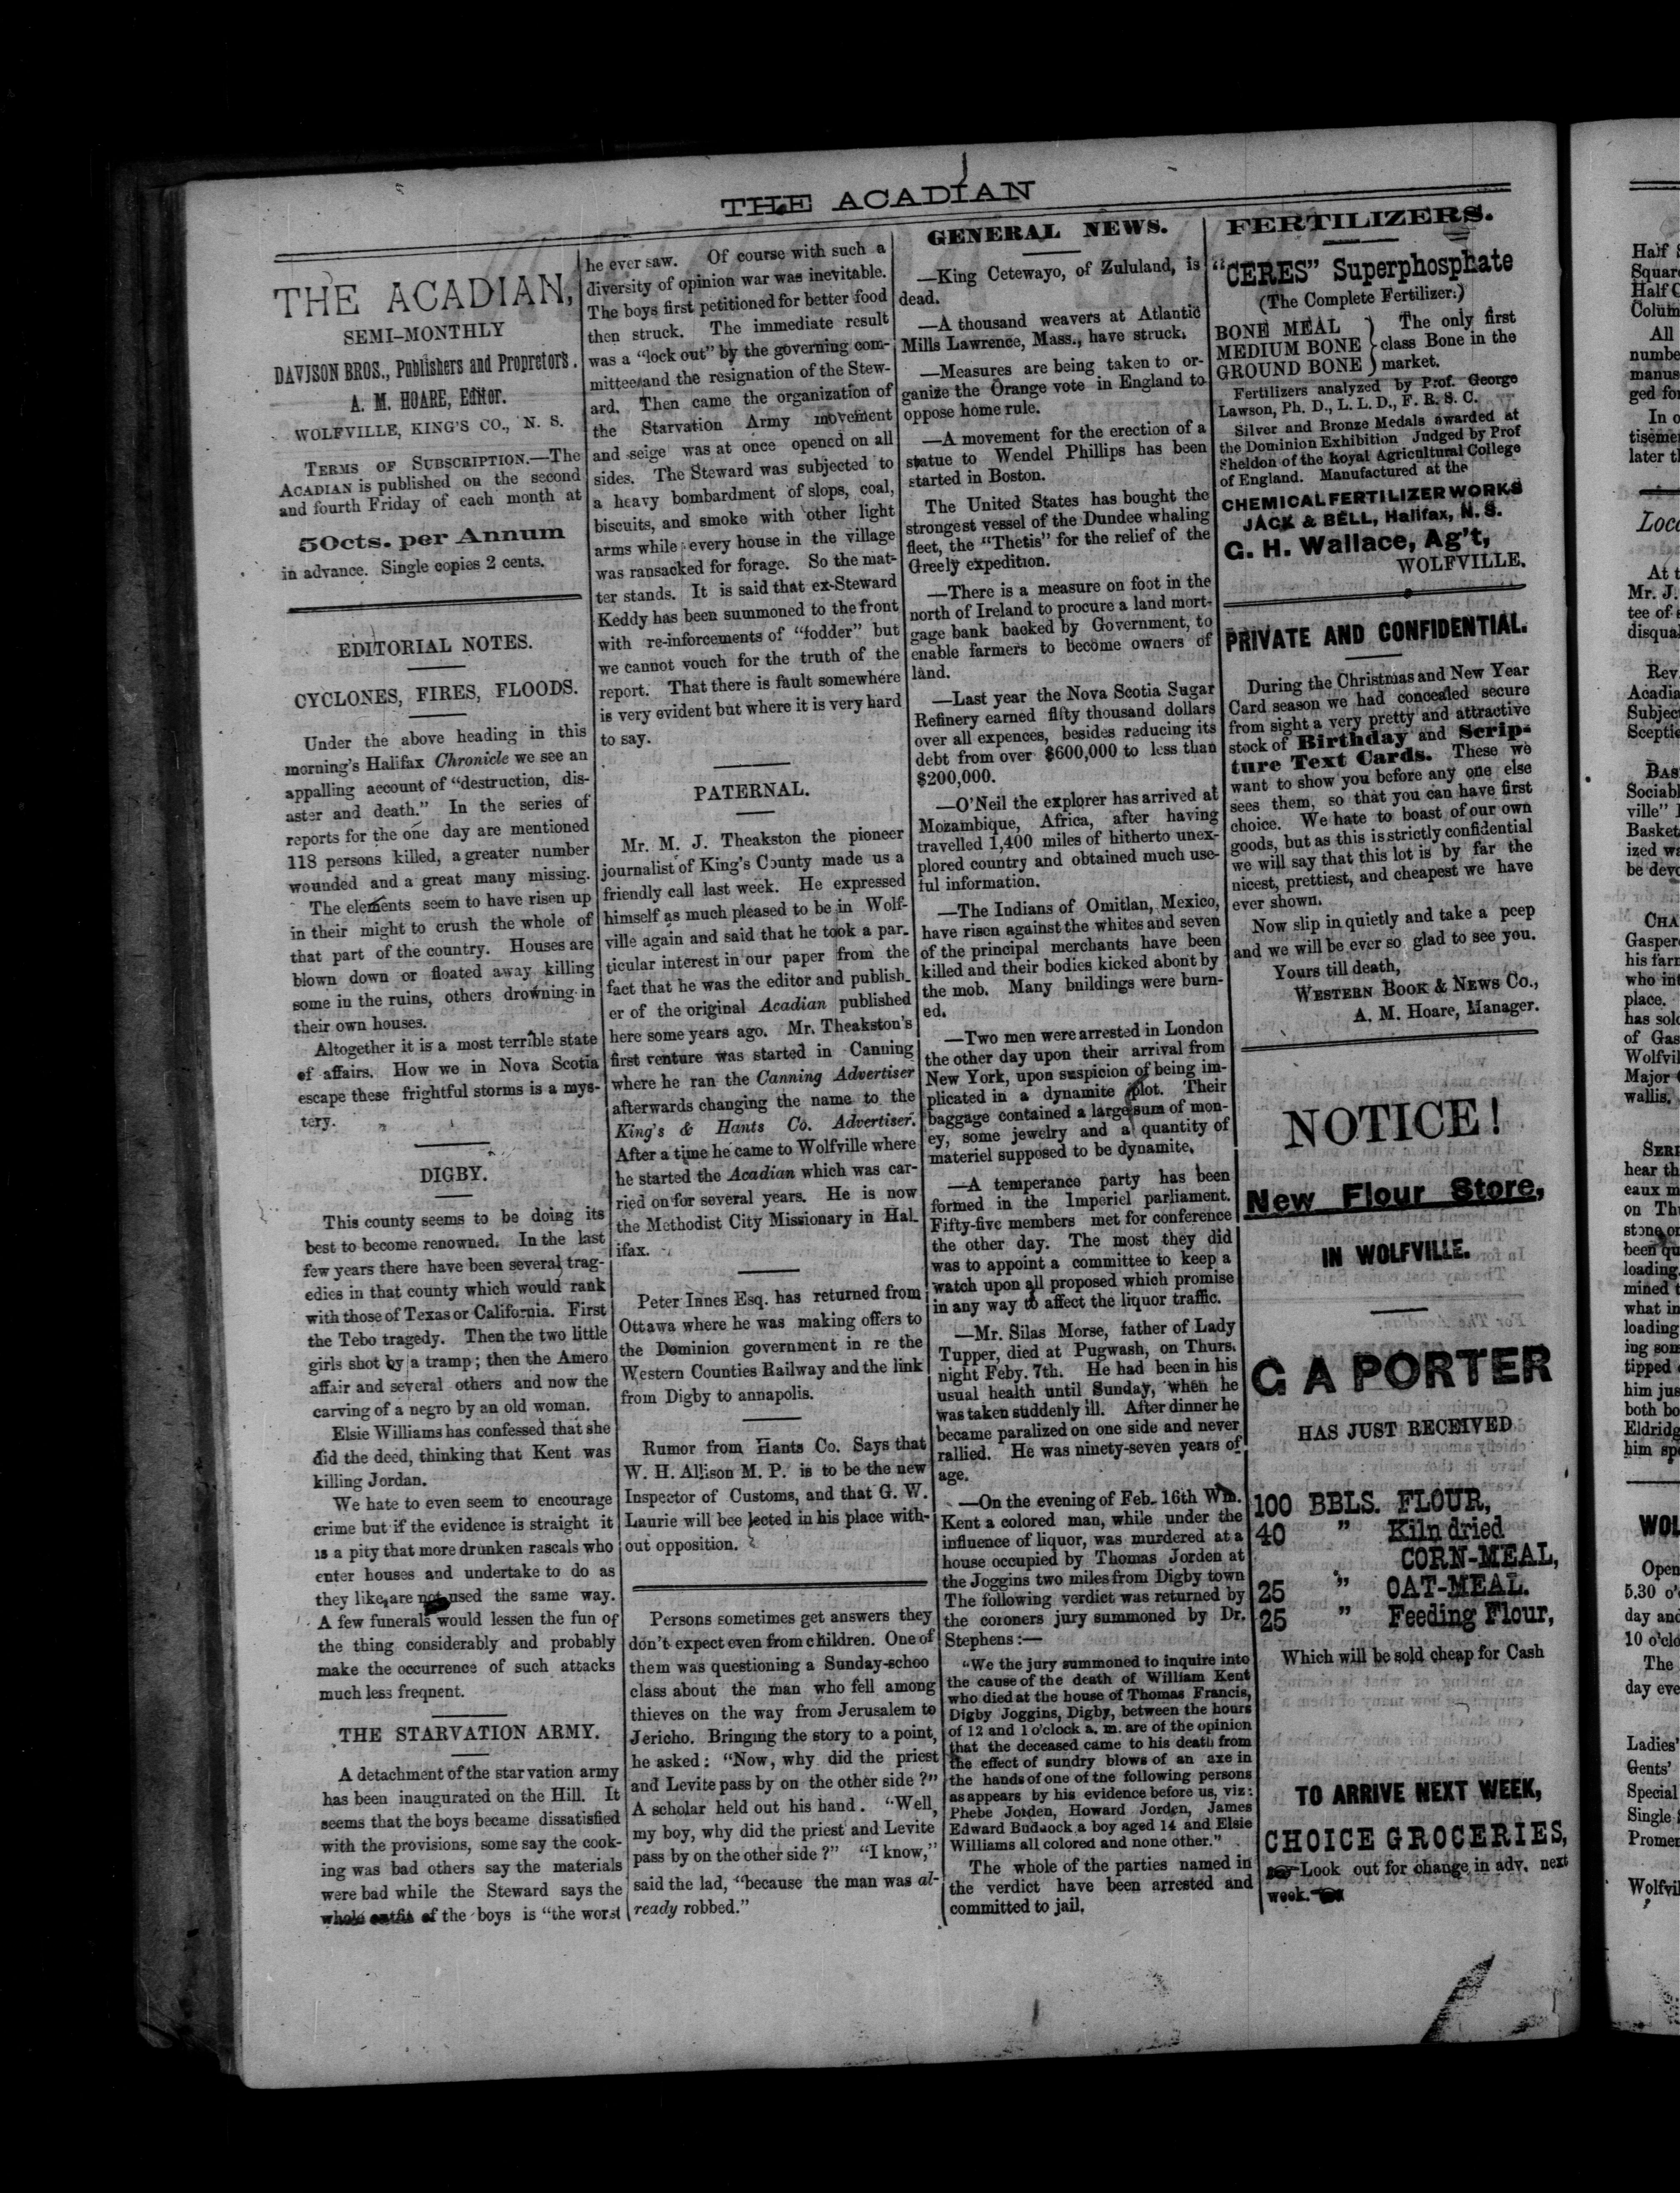 THE ACADIAN
THE ACADIAN,
SEMI-MONTHLY
DAVISON BROS., Publishers and Propretors.
A. M. HOARE, Editor.
WOLFVILLE, KING'S CO., N. S.
TERMS OF SUBSCRIPTION.—The
ACADIAN is published on the second
and fourth Friday of each month at
50cts. per Annum
in advance. Single copies 2 cents.
EDITORIAL NOTES.
CYCLONES, FIRES, FLOODS.
Under the above heading in this
morning's Halifax Chronicle we see an
appalling account of "destruction, dis-
aster and death." In the series of
reports for the one day are mentioned
118 persons killed, a greater number
wounded and a great many missing.
The elements seem to have risen up
in their might to crush the whole of
that part of the country. Houses are
blown down or floated away killing
some in the ruins, others drowning in
their own houses.
Altogether it is a most terrible state
of affairs. How we in Nova Scotia
escape these frightful storms is a mys-
tery.
DIGBY.
This county seems to be doing its
best to become renowned. In the last
few years there have been several trag-
edies in that county which would rank
with those of Texas or California. First
the Tebo tragedy. Then the two little
girls shot by a tramp; then the Amero
affair and several others and now the
carving of a negro by an old woman.
Elsie Williams has confessed that she
did the deed, thinking that Kent was
killing Jordan.
We hate to even seem to encourage
crime but if the evidence is straight it
is a pity that more drunken rascals who
enter houses and undertake to do as
they like, are not used the same way.
A few funerals would lessen the fun of
the thing considerably and probably
make the occurrence of such attacks
much less freqnent.
THE STARVATION ARMY.
A detachment of the starvation army
has been inaugurated on the Hill. It
seems that the boys became dissatisfied
with the provisions, some say the cook-
ing was bad others say the materials
were bad while the Steward says the
whole outfit of the boys is "the worst
he ever saw. Of course with such a
diversity of opinion war was inevitable.
The boys first petitioned for better food
then struck. The immediate result
was a "lock out" by the governing com-
mittee and the resignation of the Stew-
ard. Then came the organization of
the Starvation Army movement
and seige was at once opened on all
sides. The Steward was subjected to
a heavy bombardment of slops, coal,
biscuits, and smoke with other light
arms while every house in the village
was ransacked for forage. So the mat-
ter stands. It is said that ex-Steward
Keddy has been summoned to the front
with re-inforcements of "fodder" but
we cannot vouch for the truth of the
report. That there is fault somewhere
is very evident but where it is very hard
to say.
PATERNAL.
Mr. M. J. Theakston the pioneer
journalist of King's County made us a
friendly call last week. He expressed
himself as much pleased to be in Wolf-
ville again and said that he took a par-
ticular interest in our paper from the
fact that he was the editor and publish-
er of the original Acadian published
here some years ago. Mr. Theakston's
first venture was started in Canning
where he ran the Canning Advertiser
afterwards changing the name to the
King's & Hants Co. Advertiser.
After a time he came to Wolfville where
he started the Acadian which was car-
ried on for several years. He is now
the Methodist City Missionary in Hal-
ifax.
Peter Innes Esq. has returned from
Ottawa where he was making offers to
the Dominion government in re the
Western Counties Railway and the link
from Digby to annapolis.
Rumor from Hants Co. Says that
W. H. Allison M. P. is to be the new
Inspector of Customs, and that G. W.
Laurie will bee lected in his place with-
out opposition.
Persons sometimes get answers they
don't expect even from children. One of
them was questioning a Sunday-schoo
class about the man who fell among
thieves on the way from Jerusalem to
Jericho. Bringing the story to a point,
he asked: "Now, why did the priest
and Levite pass by on the other side?"
A scholar held out his hand. "Well,
my boy, why did the priest and Levite
pass by on the other side?" "I know,"
said the lad, "because the man was al-
ready robbed."
GENERAL NEWS.
—King Cetewayo, of Zululand, is
dead.
—A thousand weavers at Atlantic
Mills Lawrence, Mass., have struck.
—Measures are being taken to or-
ganize the Orange vote in England to
oppose home rule.
—A movement for the erection of a
statue to Wendel Phillips has been
started in Boston.
The United States has bought the
strongest vessel of the Dundee whaling
fleet, the "Thetis" for the relief of the
Greely expedition.
—There is a measure on foot in the
north of Ireland to procure a land mort-
gage bank backed by Government, to
enable farmers to become owners of
land.
—Last year the Nova Scotia Sugar
Refinery earned fifty thousand dollars
over all expences, besides reducing its
debt from over $600,000 to less than
$200,000.
—O'Neil the explorer has arrived at
Mozambique, Africa, after having
travelled 1,400 miles of hitherto unex-
plored country and obtained much use-
ful information.
—The Indians of Omitlan, Mexico,
have risen against the whites and seven
of the principal merchants have been
killed and their bodies kicked abont by
the mob. Many bnildings were burn-
ed.
—Two men were arrested in London
the other day upon their arrival from
New York, upon suspicion of being im-
plicated in a dynamite plot. Their
baggage contained a large sum of mon-
ey, some jewelry and a quantity of
materiel supposed to be dynamite.
—A temperance party has been
formed in the Imperiel parliament.
Fifty-five members met for conference
the other day. The most they did
was to appoint a committee to keep a
watch upon all proposed which promise
in any way to affect the liquor traffic.
—Mr. Silas Morse, father of Lady
Tupper, died at Pugwash, on Thurs.
night Feby. 7th. He had been in his
usual health until Sunday, when he
was taken suddenly ill. After dinner he
became paralized on one side and never
rallied. He was ninety-seven years of
age.
—On the evening of Feb. 16th Wm.
Kent a colored man, while under the
influence of liquor, was murdered at a
house occupied by Thomas Jorden at
the Joggins two miles from Digby town
The following verdict was returned by
the coroners jury summoned by Dr.
Stephens:—
"We the jury summoned to inquire into
the cause of the death of William Kent
who died at the house of Thomas Francis,
Digby Joggins, Digby, between the hours
of 12 and 1 o'clock a. m. are of the opinion
that the deceased came to his death from
the effect of sundry blows of an axe in
the hands of one of tne following persons
as appears by his evidence before us, viz:
Phebe Jorden, Howard Jorden, James
Edward Buddock a boy aged 14 and Elsie
Williams all colored and none other."
The whole of the parties named in
the verdict have been arrested and
committed to jail.
FERTILIZERS.
"CERES" Superphosphate
(The Complete Fertilizer.)
BONE MEAL } The only first
MEDIUM BONE } class Bone in the
GROUND BONE } market.
Fertilizers analyzed by Prof. George
Lawson, Ph. D., L. L. D., F. R. S. C.
Silver and Bronze Medals awarded at
the Dominion Exhibition Judged by Prof
Sheldon of the Royal Agricultural College
of England. Manufactured at the
CHEMICAL FERTILIZER WORKS
JACK & BELL, Halifax, N. S.
G. H. Wallace, Ag't,
WOLFVILLE.
PRIVATE AND CONFIDENTIAL.
During the Christmas and New Year
Card season we had concealed secure
from sight a very pretty and attractive
stock of Birthday and Scrip-
ture Text Cards. These we
want to show you before any one else
sees them, so that you can have first
choice. We hate to boast of our own
goods, but as this is strictly confidential
we will say that this lot is by far the
nicest, prettiest, and cheapest we have
ever shown.
Now slip in quietly and take a peep
and we will be ever so glad to see you.
Yours till death,
WESTERN BOOK & NEWS CO.,
A. M. Hoare, Manager.
NOTICE!
New Flour Store,
IN WOLFVILLE.
G A PORTER
HAS JUST RECEIVED
100 BBLS. FLOUR,
40 " Kiln dried
CORN-MEAL,
25 " OAT-MEAL.
25 " Feeding Flour,
Which will be sold cheap for Cash
TO ARRIVE NEXT WEEK,
CHOICE GROCERIES,
Look out for change in adv. next
week.